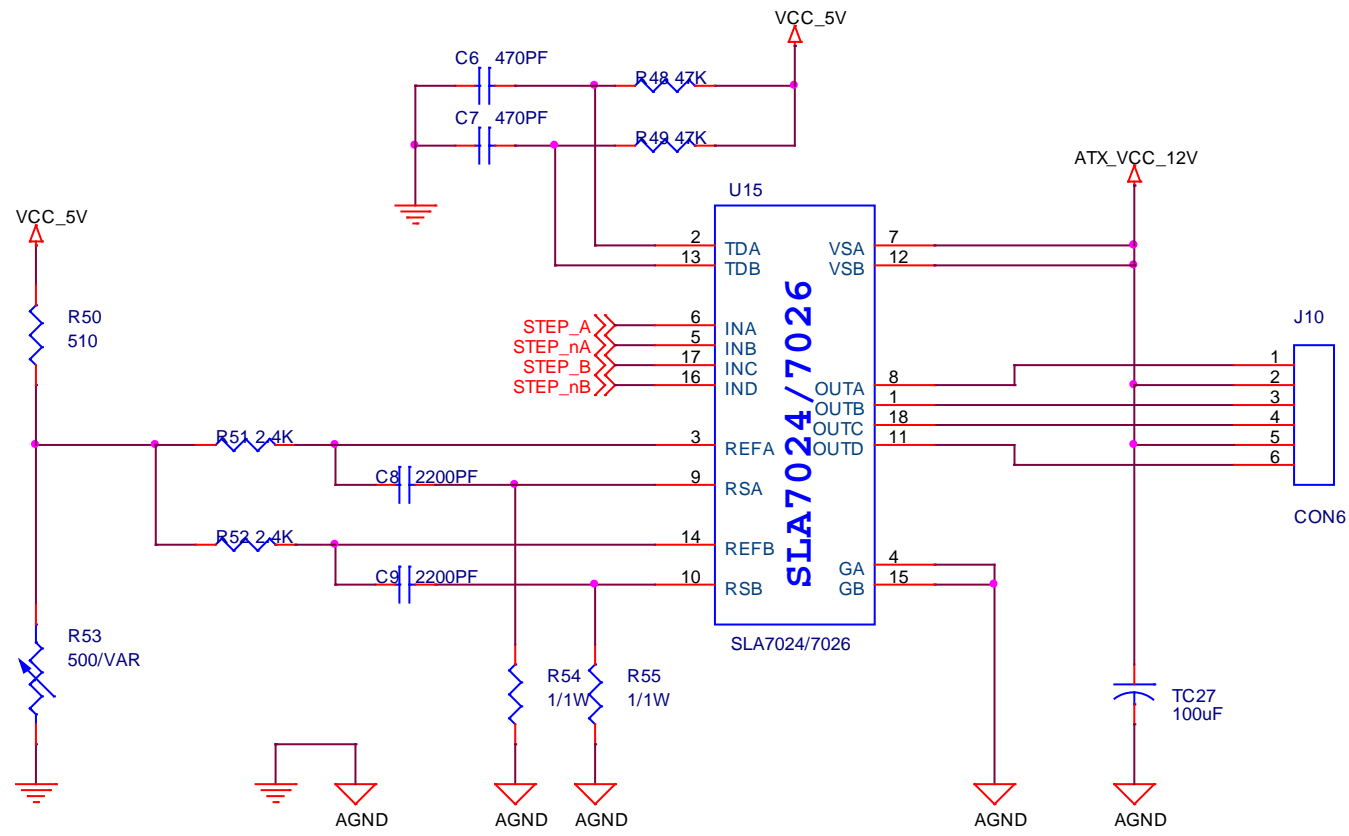 VCC_5V
C6 470PF
R48 47K
C7 470PF
R49 47K
ATX_VCC_12V
U15
VCC_5V
2
TDA
13
TDB
7
VSA
12
VSB
SLA7024/7026
R50
510
STEP_A
6
INA
STEP_nA
5
INB
STEP_B
17
INC
STEP_nB
16
IND
8
OUTA
1
OUTB
18
OUTC
11
OUTD
J10
1
2
3
4
5
6
CON6
R51 2.4K
3
REFA
C8 2200PF
9
RSA
R52 2.4K
14
REFB
C9 2200PF
10
RSB
4
GA
15
GB
SLA7024/7026
R53
500/VAR
R54
1/1W
R55
1/1W
TC27
100uF
AGND
AGND
AGND
AGND
AGND